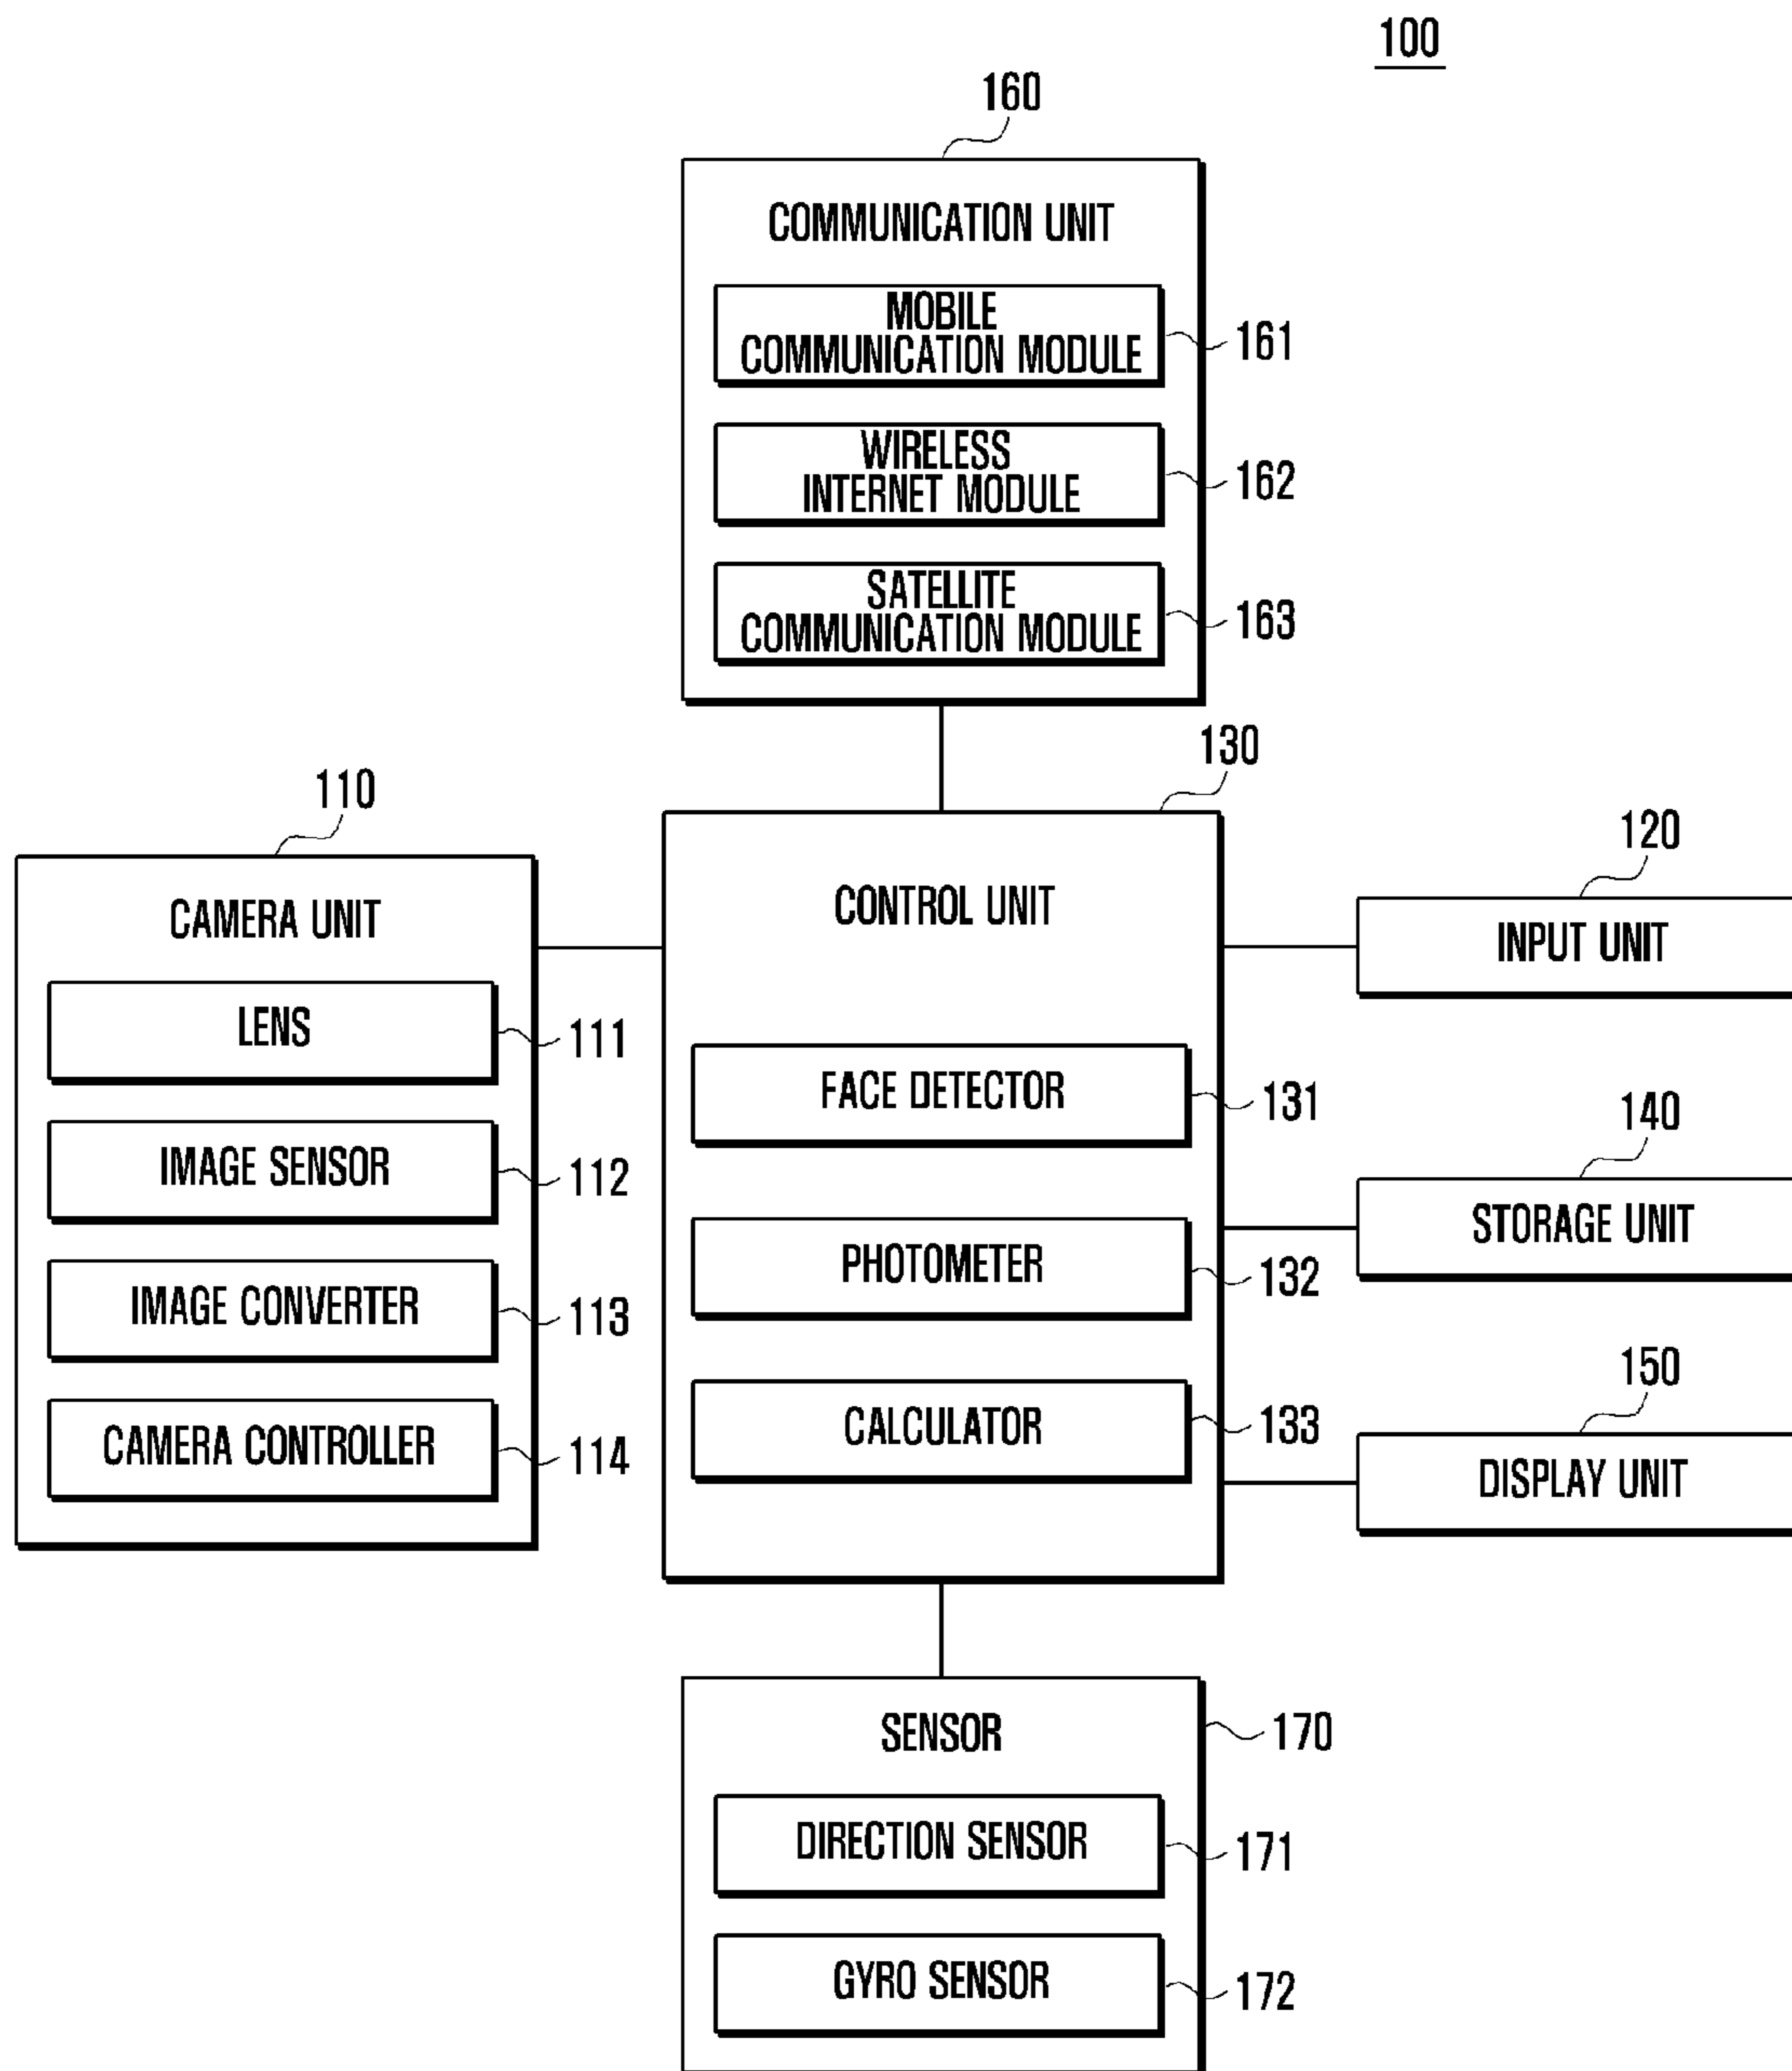 100
160
COMMUNICATION UNIT
MOBILE
COMMUNICATION MODULE
161
WIRELESS
INTERNET MODULE
162
SATELLITE
COMMUNICATION MODULE
163
110
CAMERA UNIT
LENS
111
IMAGE SENSOR
112
IMAGE CONVERTER
113
CAMERA CONTROLLER
114
130
CONTROL UNIT
FACE DETECTOR
131
PHOTOMETER
132
CALCULATOR
133
120
INPUT UNIT
140
STORAGE UNIT
150
DISPLAY UNIT
SENSOR
170
DIRECTION SENSOR
171
GYRO SENSOR
172